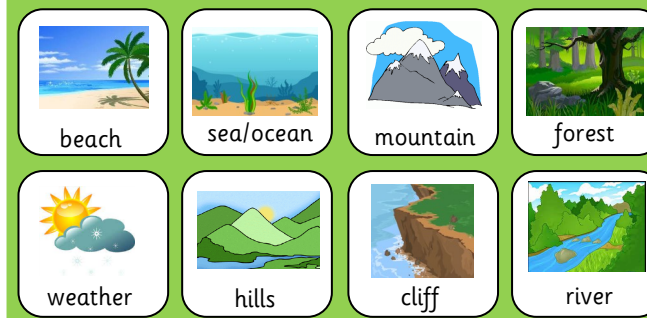 beach
sea/ocean
mountain
forest
weather
hills
cliff
river